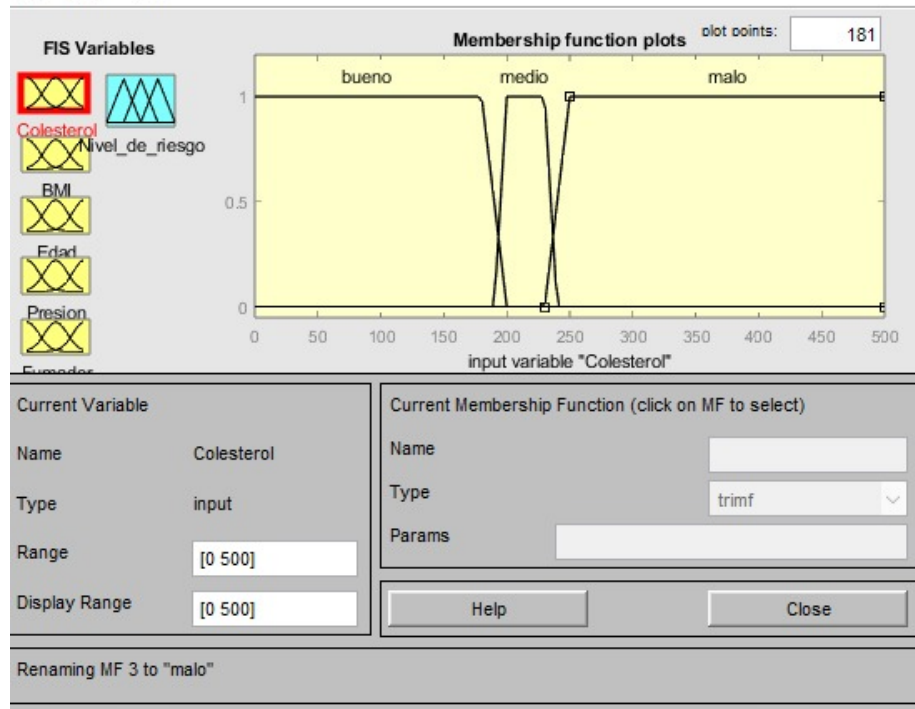 FIS Variables
Membership function plots
plot points:
181
Colesterol
Nivel_de_riesgo
BMI
Edad
Presion
Fumador
bueno
medio
malo
1
0.5
0
0 50 100 150 200 250 300 350 400 450 500
input variable "Colesterol"
Current Variable
Name Colesterol
Type input
Range [0 500]
Display Range [0 500]
Current Membership Function (click on MF to select)
Name
Type trimf
Params
Help
Close
Renaming MF 3 to "malo"